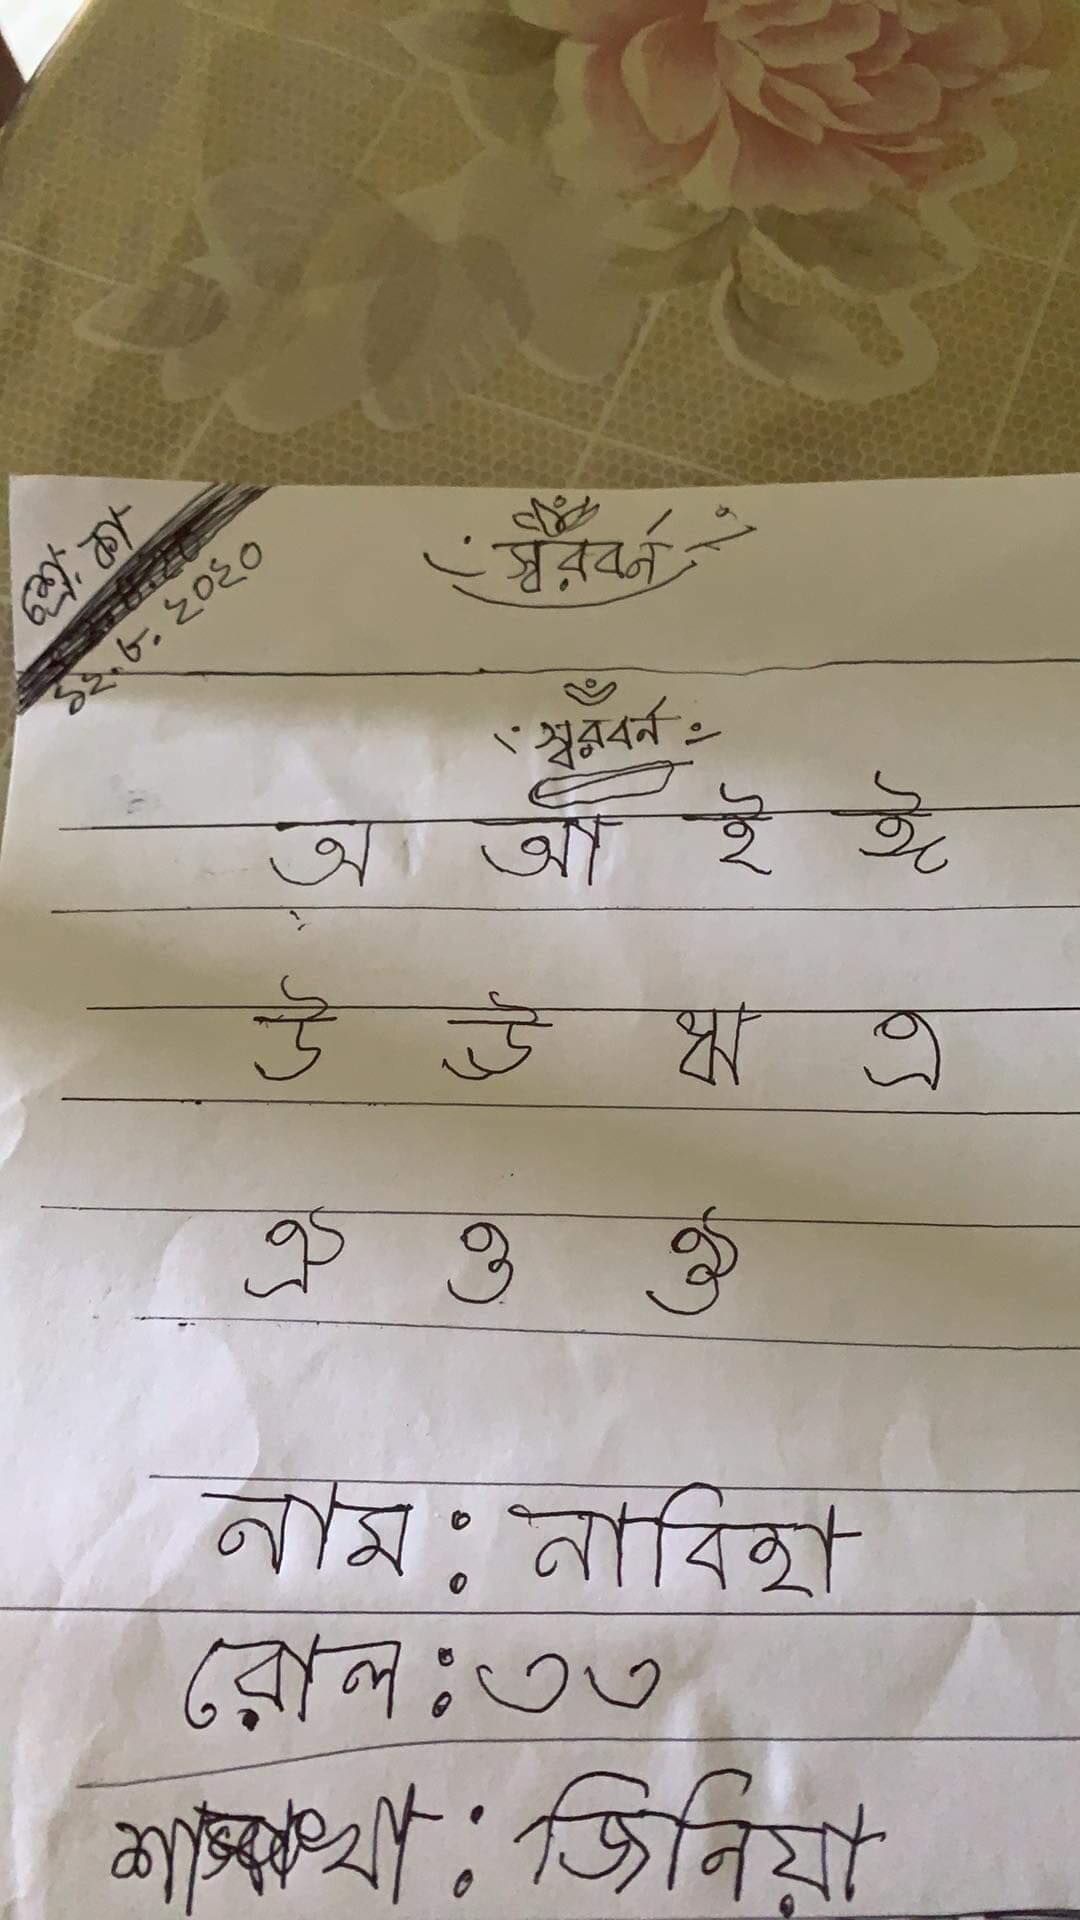 শ্রে. কা
১২.৮.২০২০
স্বরবর্ন
স্বরবর্ন
অ আ ই ঈ
উ ঊ ঋ এ
ঐ ও ঔ
নাম : নাবিহা
রোল : ৩৩
শাখা : জিনিয়া